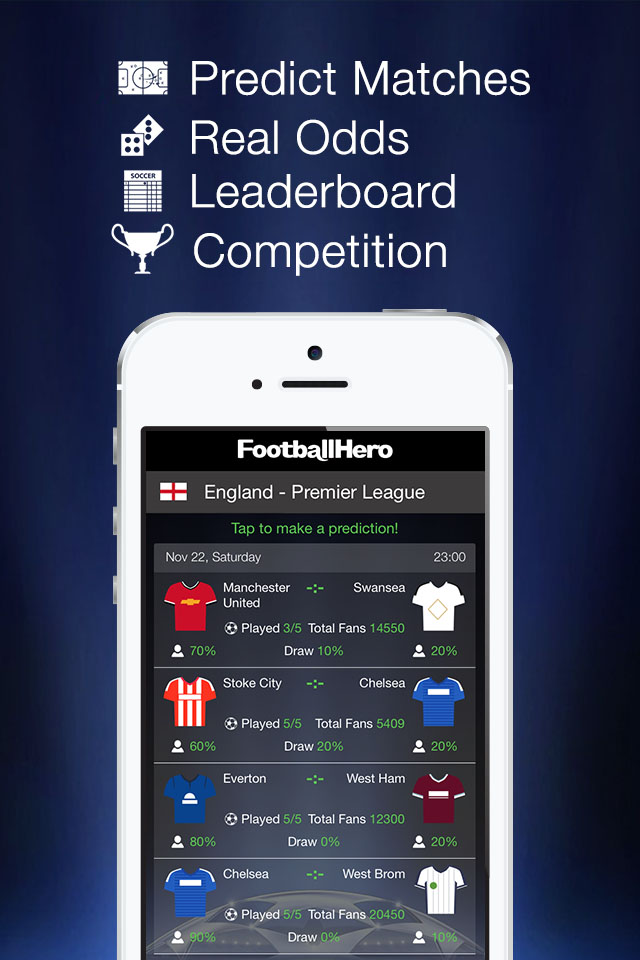 Predict Matches
Real Odds
SOCCER
Leaderboard
Competition
FootballHero
England - Premier League
Tap to make a prediction!
Nov 22, Saturday 23:00
Manchester United -:- Swansea
Played 3/5 Total Fans 14550
70% Draw 10% 20%
Stoke City -:- Chelsea
Played 5/5 Total Fans 5409
60% Draw 20% 20%
Everton -:- West Ham
Played 5/5 Total Fans 12300
80% Draw 0% 20%
Chelsea -:- West Brom
Played 5/5 Total Fans 20450
90% Draw 0% 10%